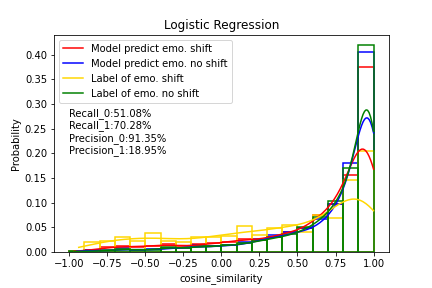 Logistic Regression
Model predict emo. shift
Model predict emo. no shift
Label of emo. shift
Label of emo. no shift
Recall_0:51.08%
Recall_1:70.28%
Precision_0:91.35%
Precision_1:18.95%
Probability
0.40
0.35
0.30
0.25
0.20
0.15
0.10
0.05
0.00
−1.00 −0.75 −0.50 −0.25 0.00 0.25 0.50 0.75 1.00
cosine_similarity